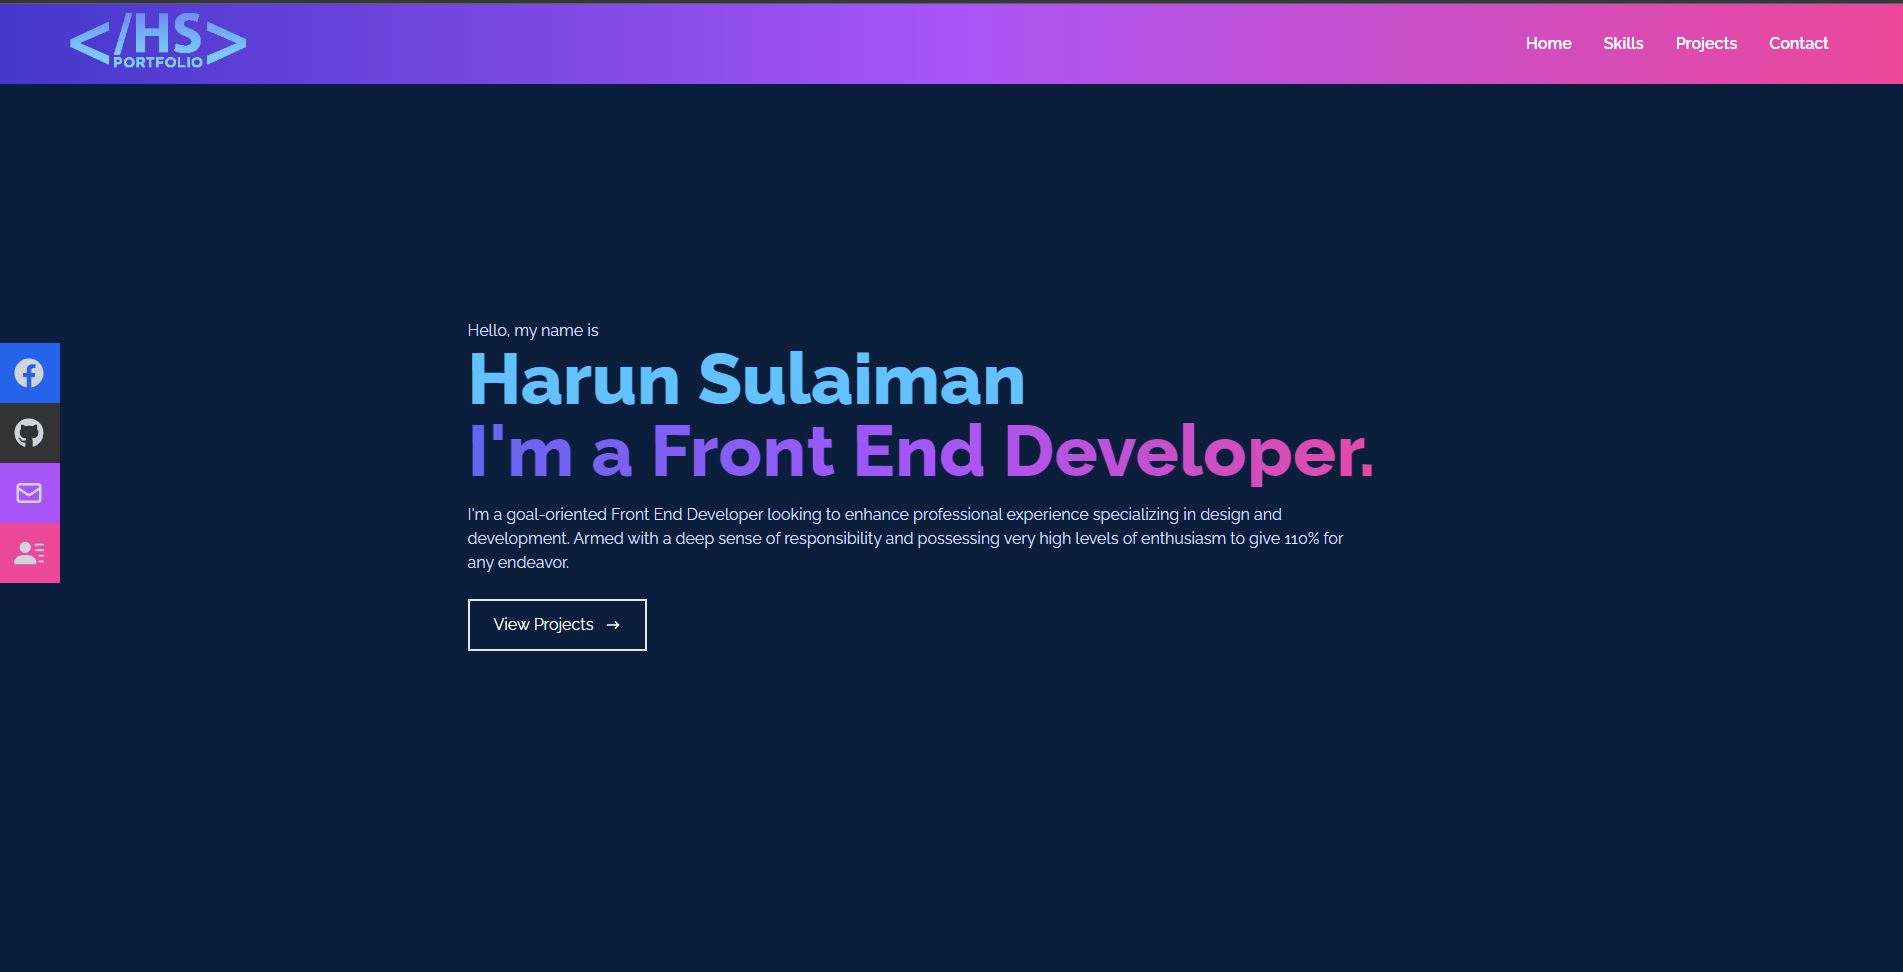 </HS>
PORTFOLIO
Home Skills Projects Contact
Hello, my name is
Harun Sulaiman
I'm a Front End Developer.
I'm a goal-oriented Front End Developer looking to enhance professional experience specializing in design and
development. Armed with a deep sense of responsibility and possessing very high levels of enthusiasm to give 110% for
any endeavor.
View Projects →